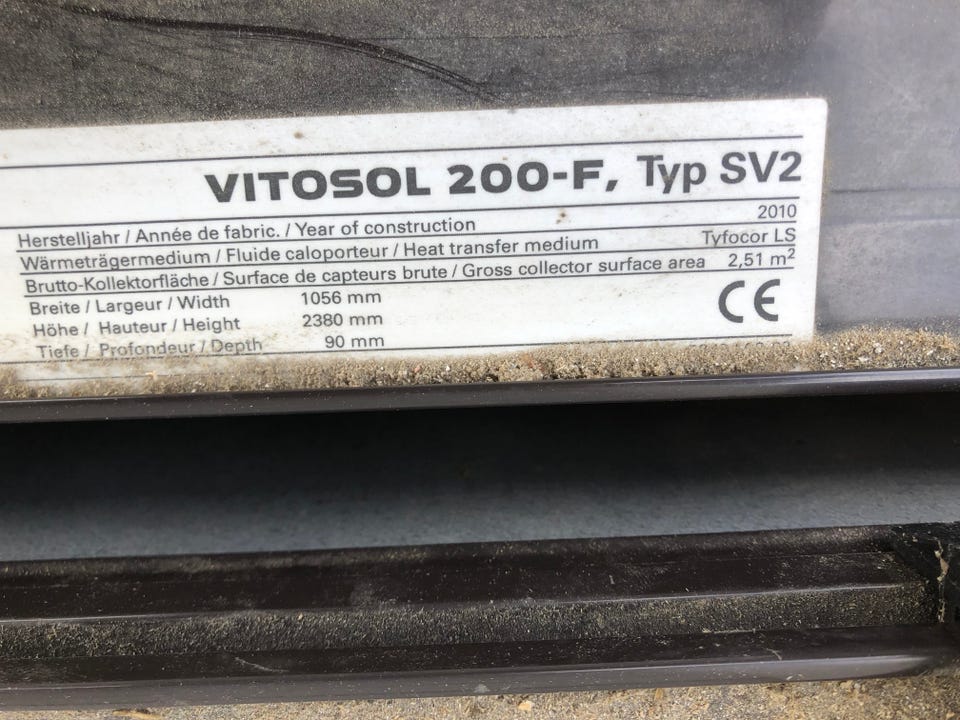 VITOSOL 200-F, Typ SV2
Herstelljahr / Année de fabric. / Year of construction 2010
Wärmeträgermedium / Fluide caloporteur / Heat transfer medium Tyfocor LS
Brutto-Kollektorfläche / Surface de capteurs brute / Gross collector surface area 2,51 m²
Breite / Largeur / Width 1056 mm
Höhe / Hauteur / Height 2380 mm
Tiefe / Profondeur / Depth 90 mm
CE